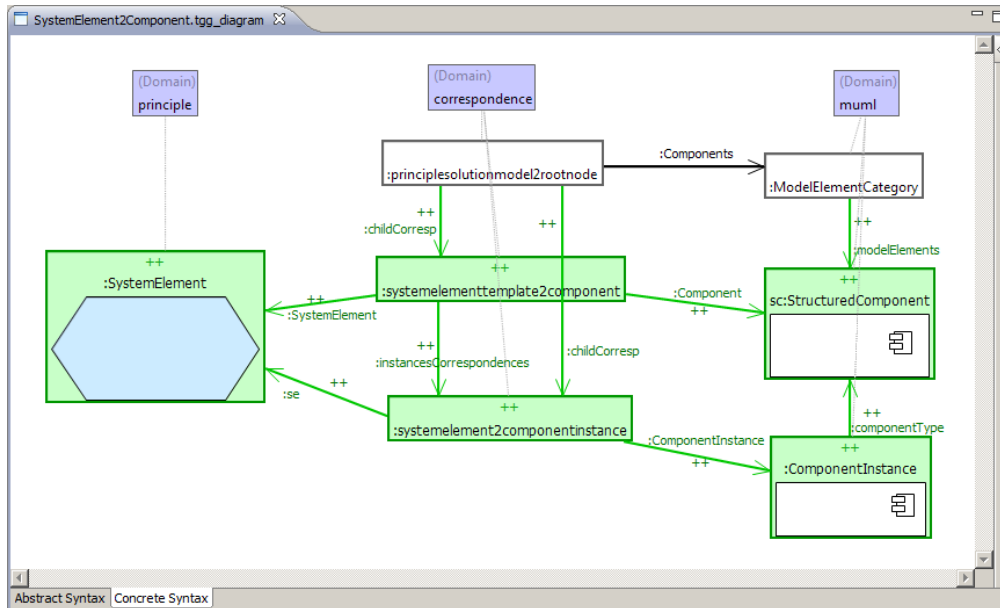 SystemElement2Component.tgg_diagram
(Domain)
principle
(Domain)
correspondence
(Domain)
muml
:Components
:principlesolutionmodel2rootnode
:ModelElementCategory
++
:childCorresp
++
++
:modelElements
++
:SystemElement
++
:systemelementtemplate2component
++
sc:StructuredComponent
++
:SystemElement
:Component
++
++
:instancesCorrespondences
:childCorresp
++
:se
++
:systemelement2componentinstance
++
:componentType
:ComponentInstance
++
++
:ComponentInstance
Abstract Syntax
Concrete Syntax